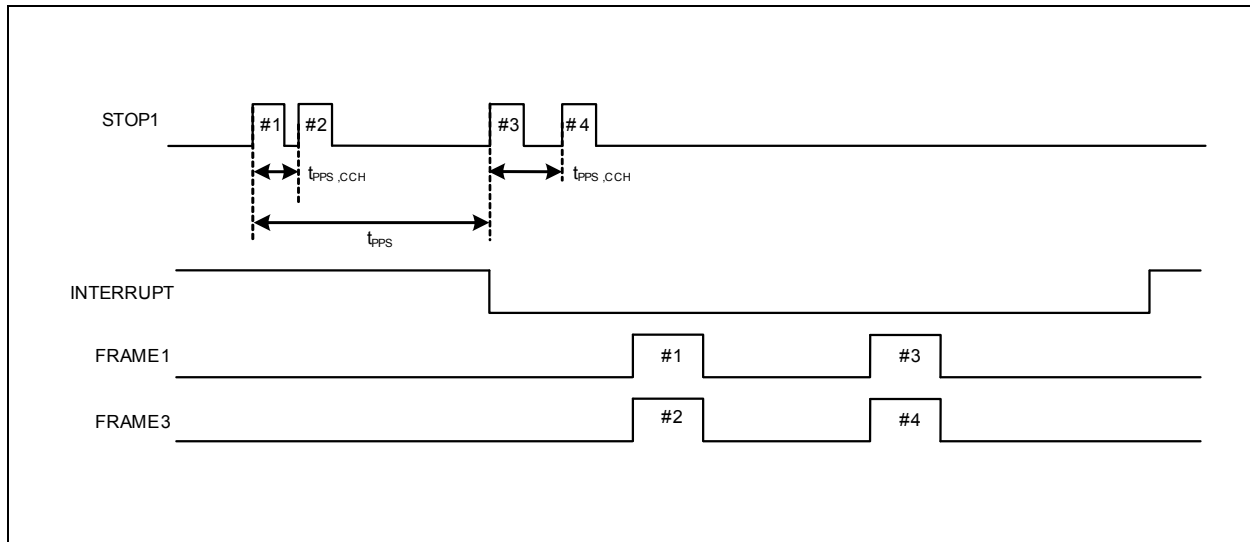 STOP1
#1 #2 #3 #4
tPPS,CCH tPPS,CCH
tPPS
INTERRUPT
FRAME1 #1 #3
FRAME3 #2 #4